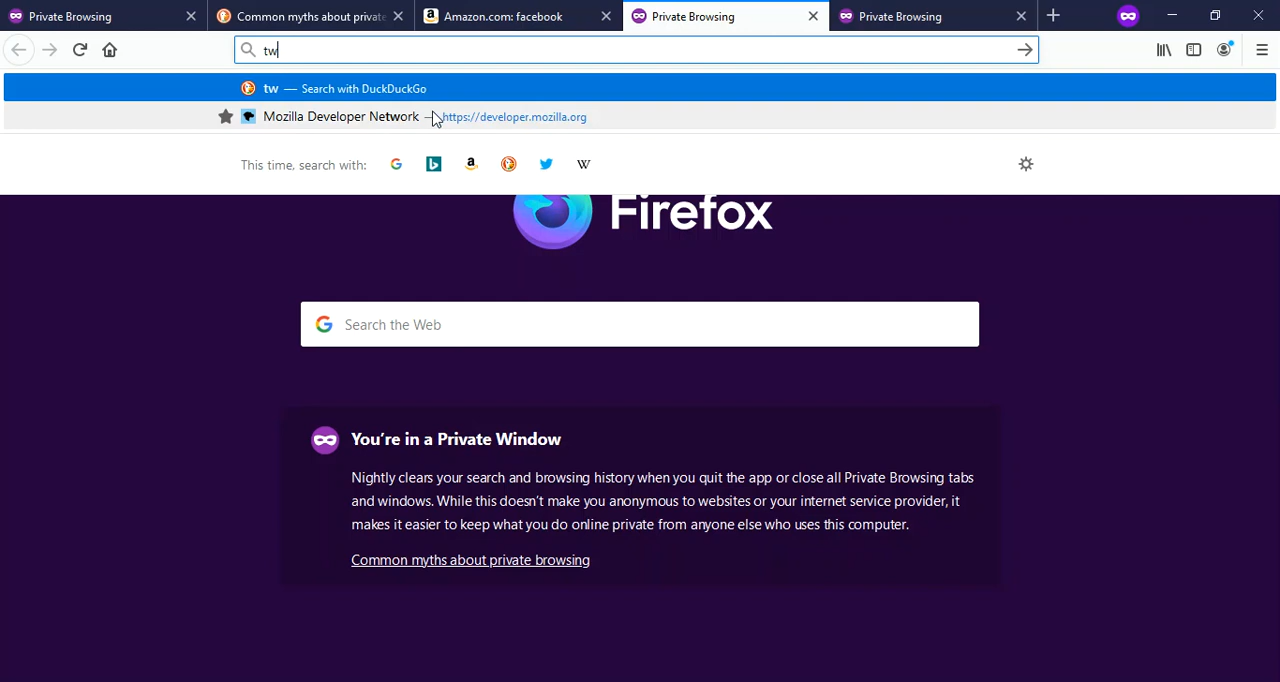 Private Browsing
Common myths about private
Amazon.com: facebook
Private Browsing
Private Browsing
tw
tw — Search with DuckDuckGo
Mozilla Developer Network — https://developer.mozilla.org
This time, search with:
Firefox
Search the Web
You're in a Private Window
Nightly clears your search and browsing history when you quit the app or close all Private Browsing tabs
and windows. While this doesn't make you anonymous to websites or your internet service provider, it
makes it easier to keep what you do online private from anyone else who uses this computer.
Common myths about private browsing